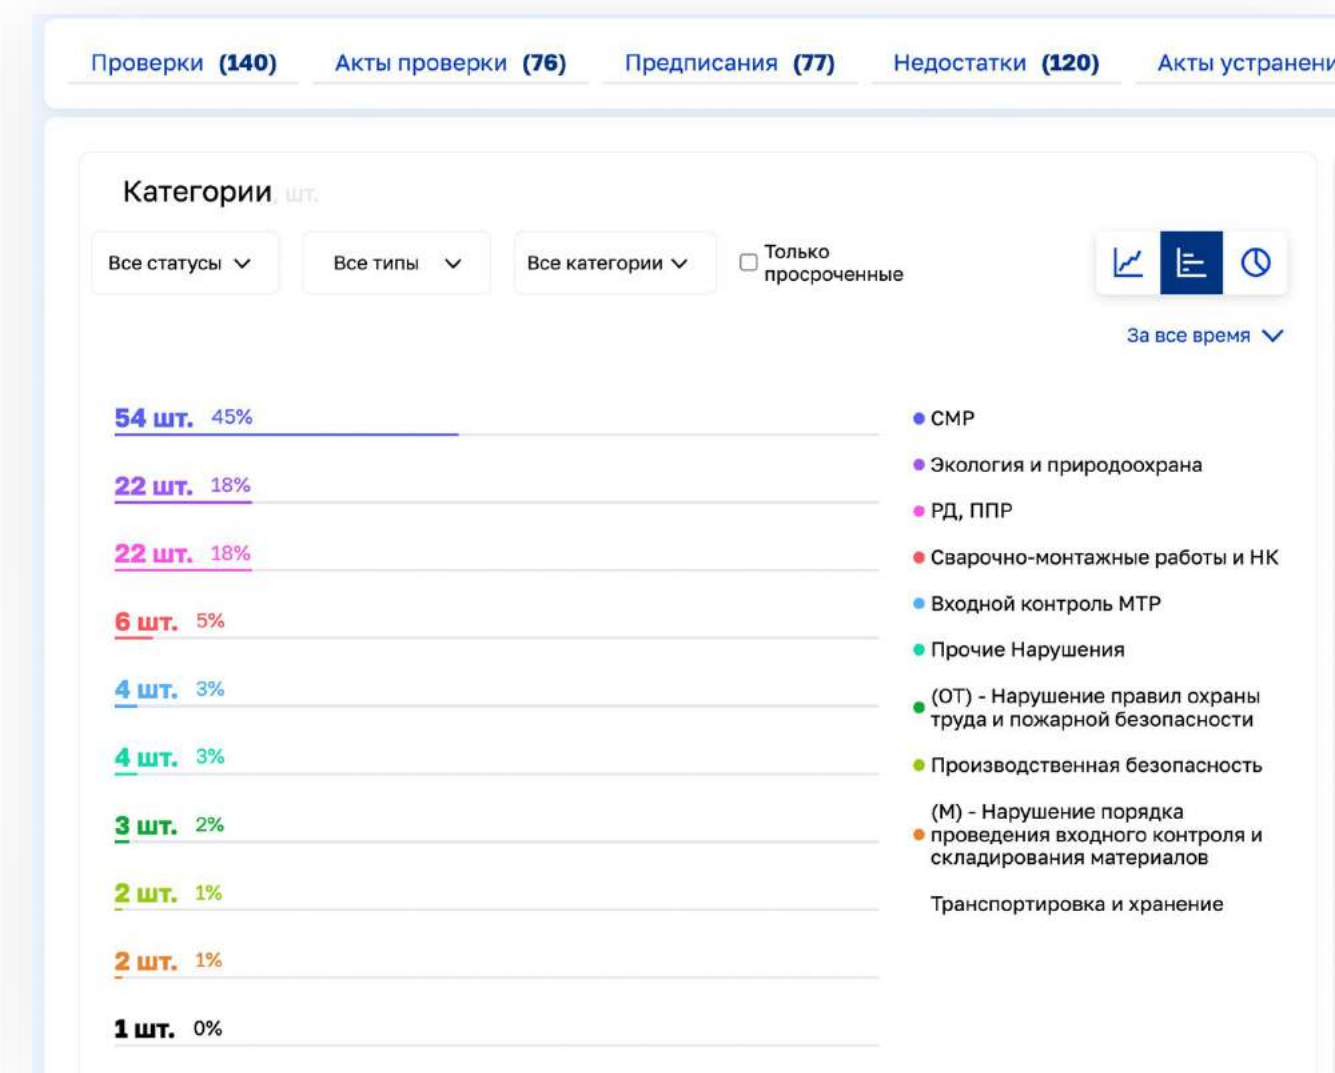 Проверки (140) Акты проверки (76) Предписания (77) Недостатки (120) Акты устранени
Категории, шт.
Все статусы Все типы Все категории Только просроченные
За все время
54 шт. 45%
22 шт. 18%
22 шт. 18%
6 шт. 5%
4 шт. 3%
4 шт. 3%
3 шт. 2%
2 шт. 1%
2 шт. 1%
1 шт. 0%
СМР
Экология и природоохрана
РД, ППР
Сварочно-монтажные работы и НК
Входной контроль МТР
Прочие Нарушения
(ОТ) - Нарушение правил охраны
труда и пожарной безопасности
Производственная безопасность
(М) - Нарушение порядка
проведения входного контроля и
складирования материалов
Транспортировка и хранение